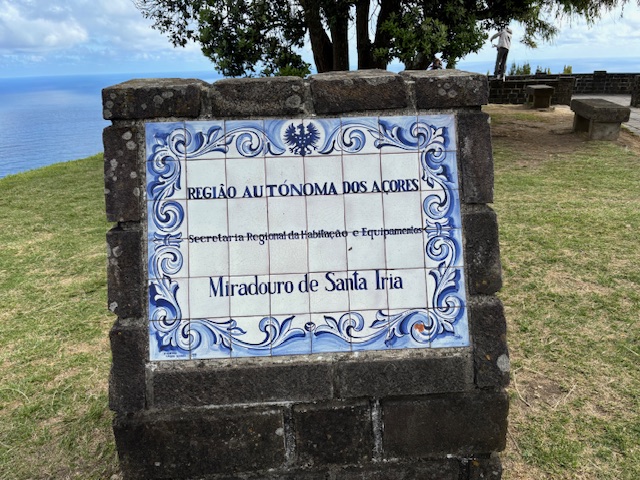 REGIÃO AUTÓNOMA DOS AÇORES
Secretaria Regional da Habitação e Equipamentos
Miradouro de Santa Iria